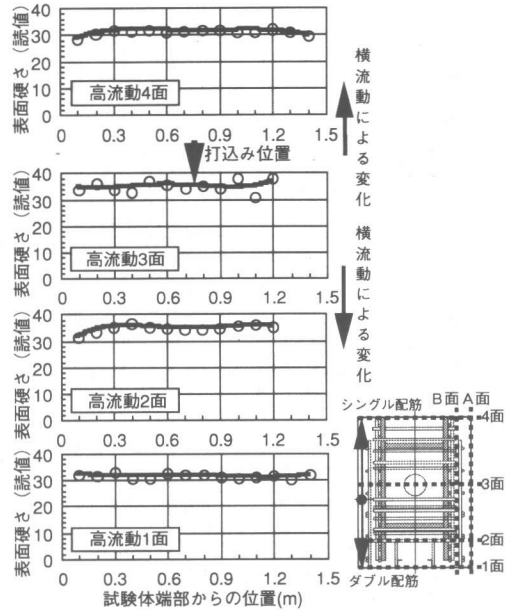 表面硬さ（読値）
40
30
20
10
0
高流動4面
0 0.3 0.6 0.9 1.2 1.5
打込み位置
横流動による変化
表面硬さ（読値）
40
30
20
10
0
高流動3面
0 0.3 0.6 0.9 1.2 1.5
横流動による変化
表面硬さ（読値）
40
30
20
10
0
高流動2面
0 0.3 0.6 0.9 1.2 1.5
表面硬さ（読値）
40
30
20
10
0
高流動1面
0 0.3 0.6 0.9 1.2 1.5
試験体端部からの位置(m)
B面 A面
シングル配筋
4面
3面
2面
1面
ダブル配筋